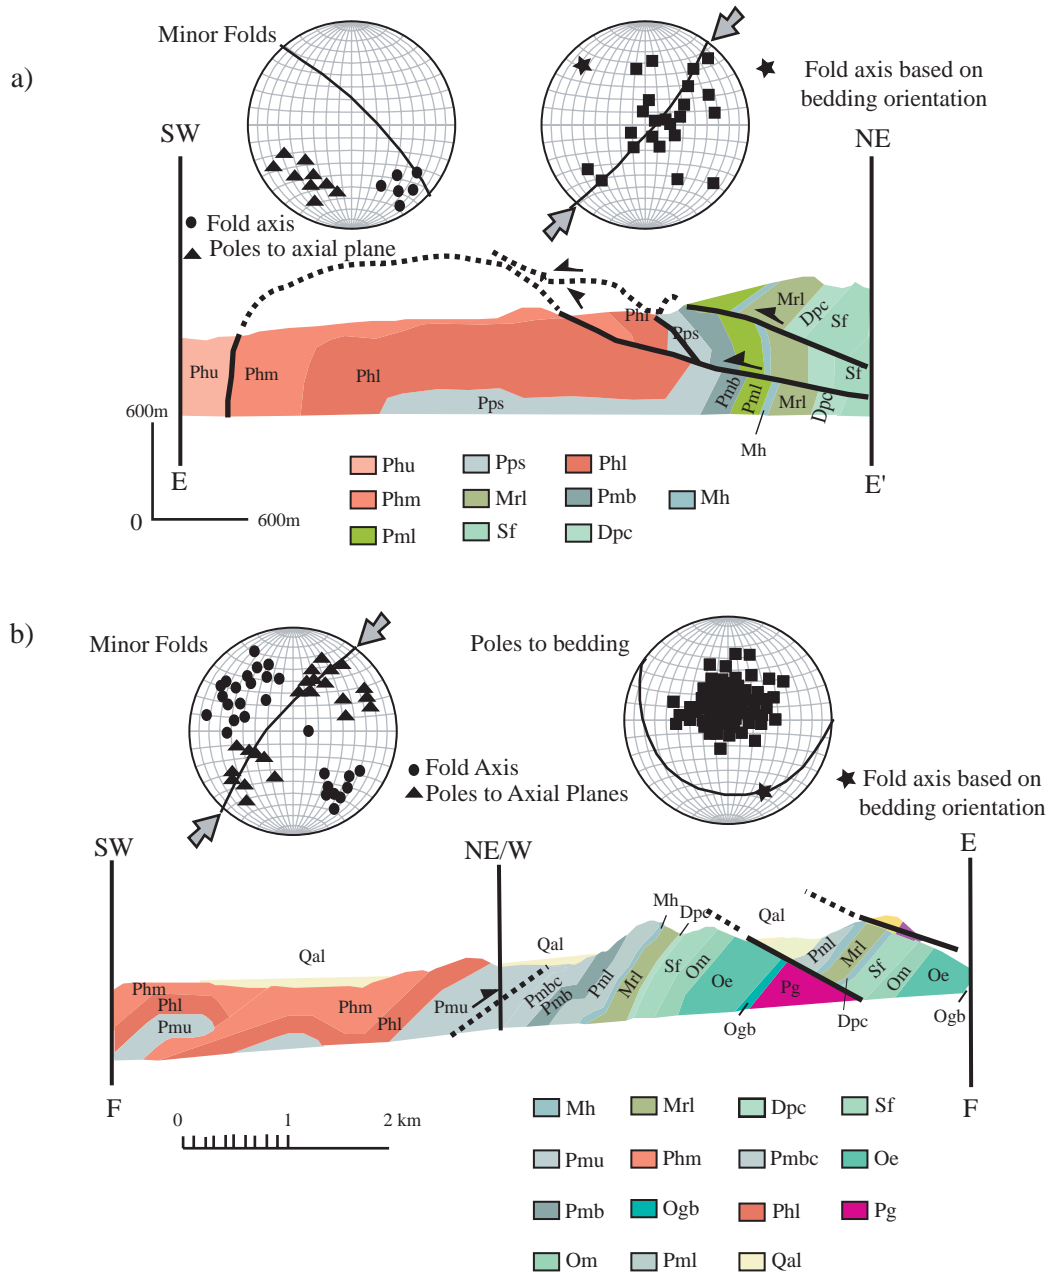 a)
Minor Folds
Fold axis based on
bedding orientation
SW
NE
Fold axis
Poles to axial plane
Phu
Phm
Phl
Pps
Phl
Pps
Pmb
Pml
Mh
Mrl
Dpc
Sf
Mrl
Dpc
Sf
600m
0
600m
E
E'
Phu
Pps
Phl
Phm
Mrl
Pmb
Mh
Pml
Sf
Dpc
b)
Minor Folds
Poles to bedding
Fold Axis
Poles to Axial Planes
Fold axis based on
bedding orientation
SW
NE/W
E
Qal
Qal
Qal
Mh
Dpc
Phm
Phl
Pmu
Phm
Phl
Pmu
Pmbc
Pmb
Pml
Mrl
Sf
Om
Oe
Ogb
Pg
Pml
Mrl
Dpc
Sf
Om
Oe
Ogb
F
F
0
1
2 km
Mh
Mrl
Dpc
Sf
Pmu
Phm
Pmbc
Oe
Pmb
Ogb
Phl
Pg
Om
Pml
Qal